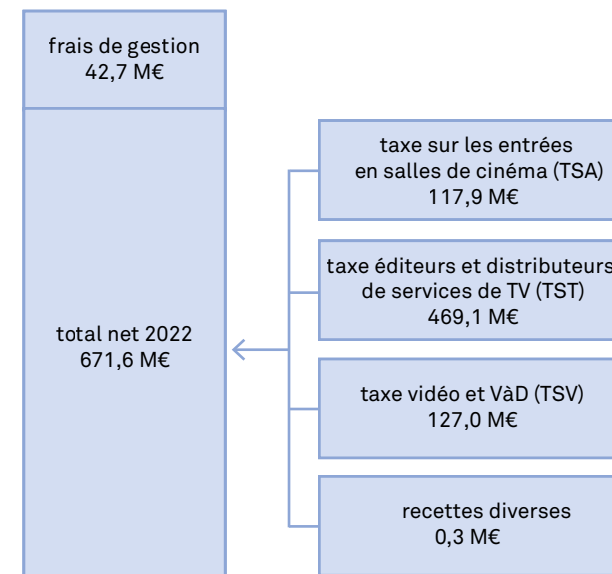 frais de gestion
42,7 M€
total net 2022
671,6 M€
taxe sur les entrées
en salles de cinéma (TSA)
117,9 M€
taxe éditeurs et distributeurs
de services de TV (TST)
469,1 M€
taxe vidéo et VàD (TSV)
127,0 M€
recettes diverses
0,3 M€